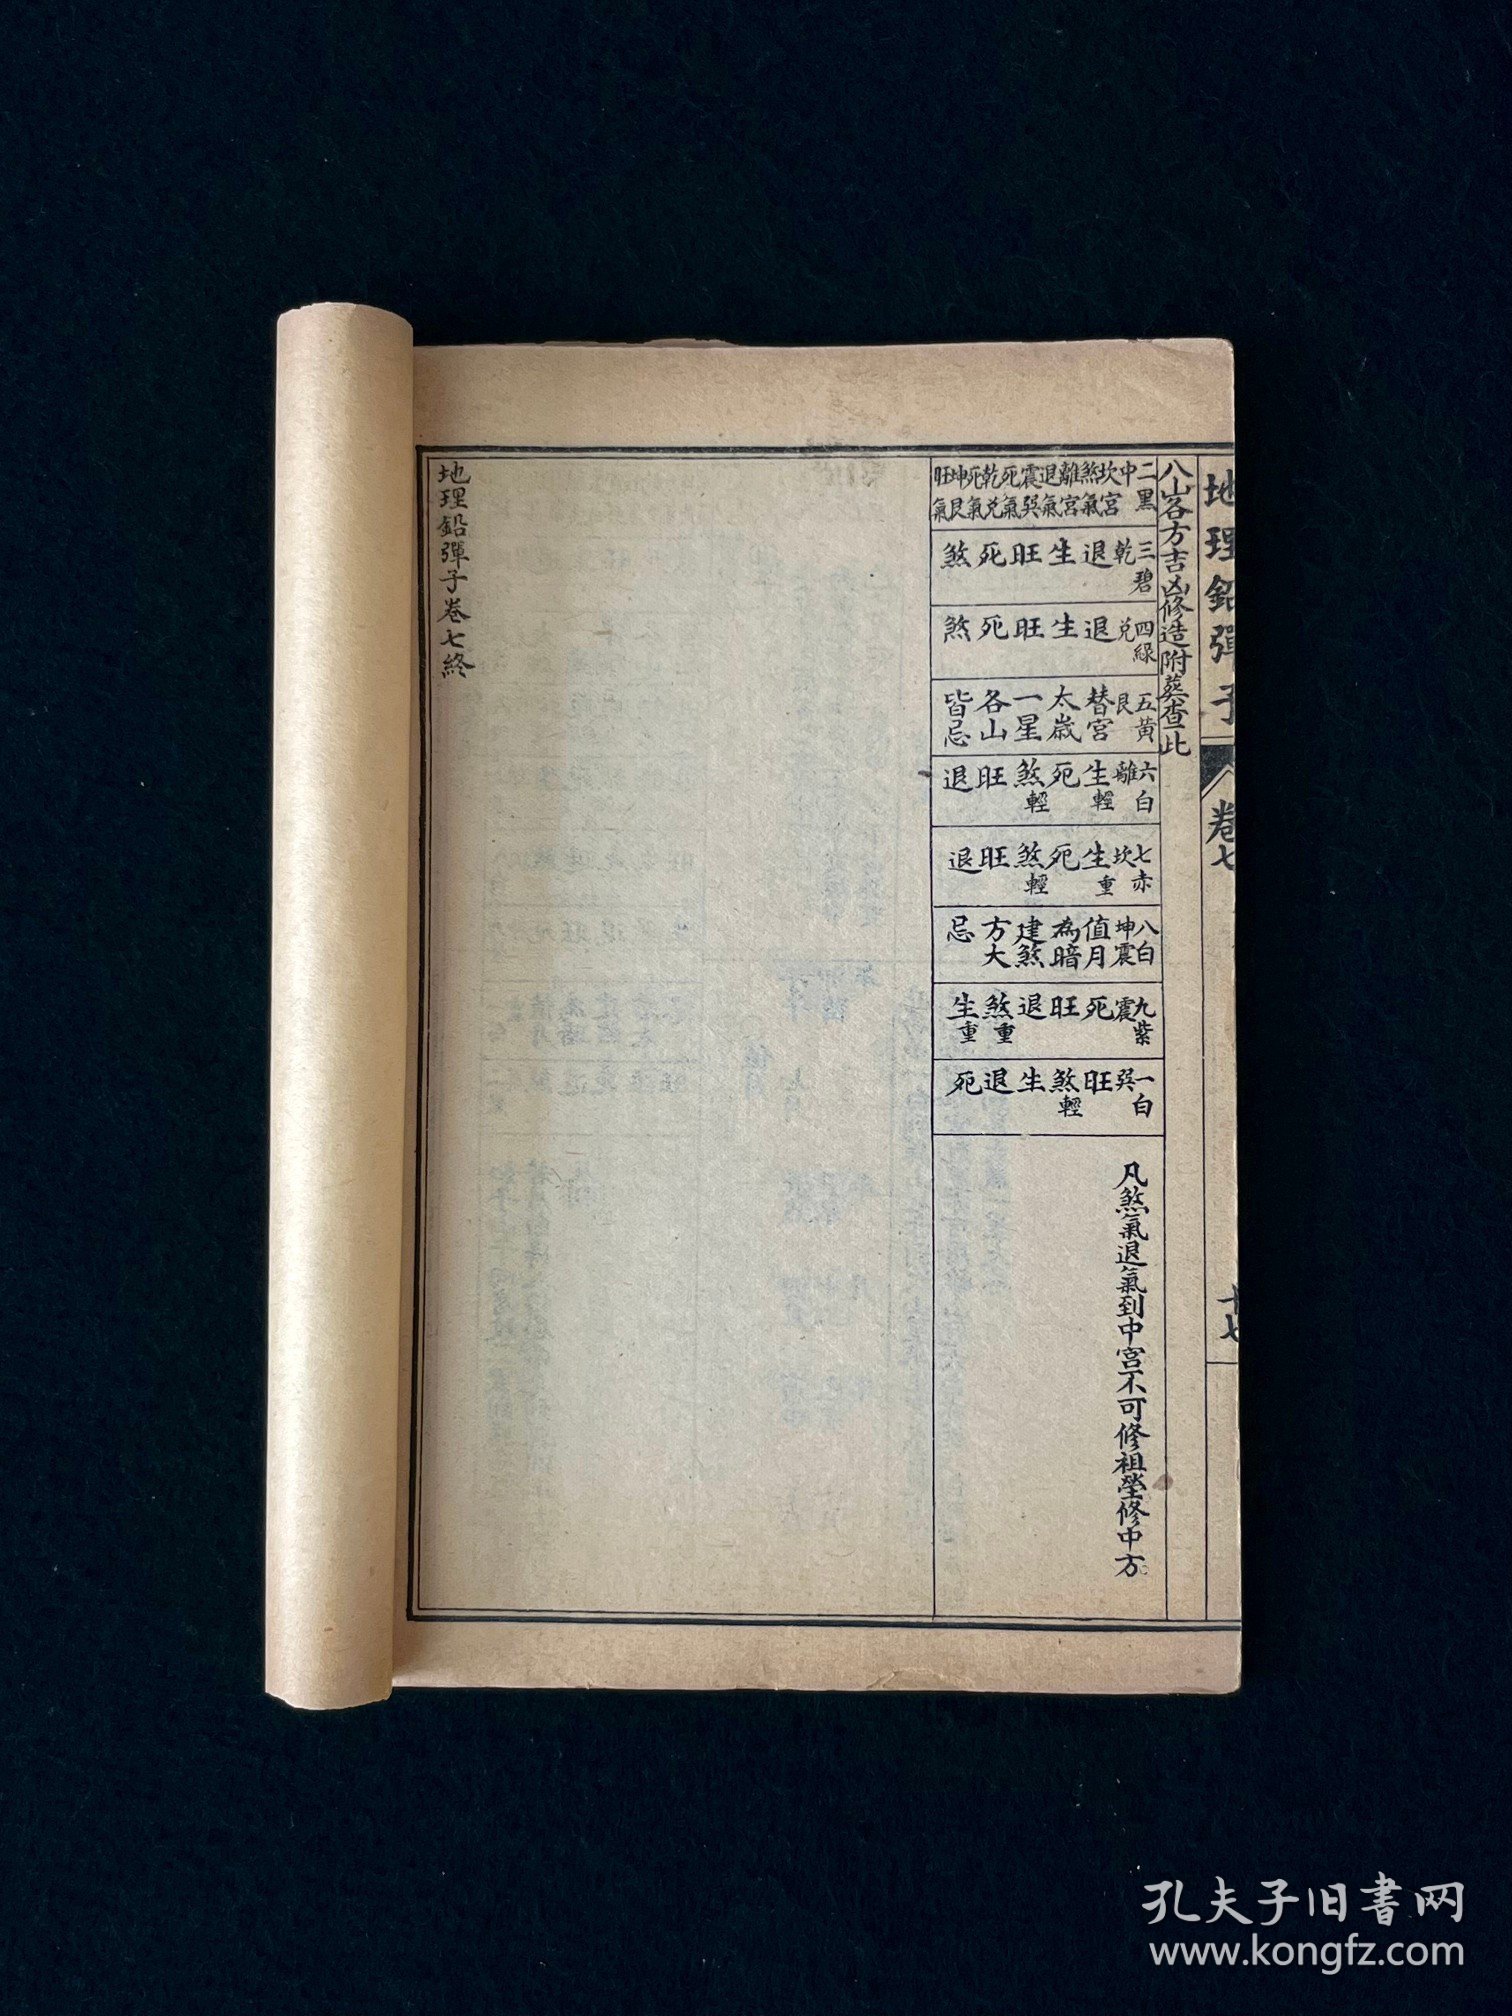 地理鉛彈子
卷七
十七
八山各方吉凶修造附葬查此
二黑 中 坎宮煞氣 離宮退氣 震巽死氣 乾兌死氣 坤艮旺氣
三碧 乾 退 生 旺 死 煞
四綠 兌 退 生 旺 死 煞
五黃 艮 替宮 太歲 一星 各山 皆忌
六白 離 生輕 死 煞輕 旺 退
七赤 坎 生重 死 煞輕 旺 退
八白 坤震 值月 為暗 建煞 方大 忌
九紫 震 死 旺 退 煞重 生重
一白 巽 旺 煞輕 生 退 死
凡煞氣退氣到中宮不可修祖塋修中方
地理鉛彈子卷七終
孔夫子旧書网
www.kongfz.com